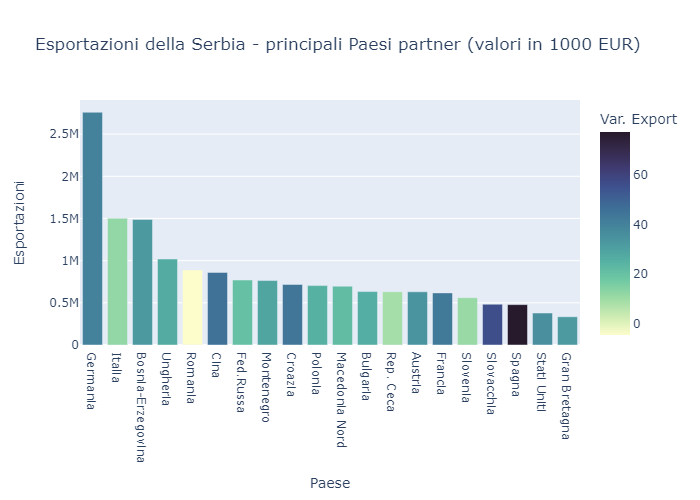 Esportazioni della Serbia - principali Paesi partner (valori in 1000 EUR)
Var. Export
2.5M
2M
1.5M
1M
0.5M
0
60
40
20
0
Esportazioni
Germania
Italia
Bosnia-Erzegovina
Ungheria
Romania
Cina
Fed.Russa
Montenegro
Croazia
Polonia
Macedonia Nord
Bulgaria
Rep. Ceca
Austria
Francia
Slovenia
Slovacchia
Spagna
Stati Uniti
Gran Bretagna
Paese